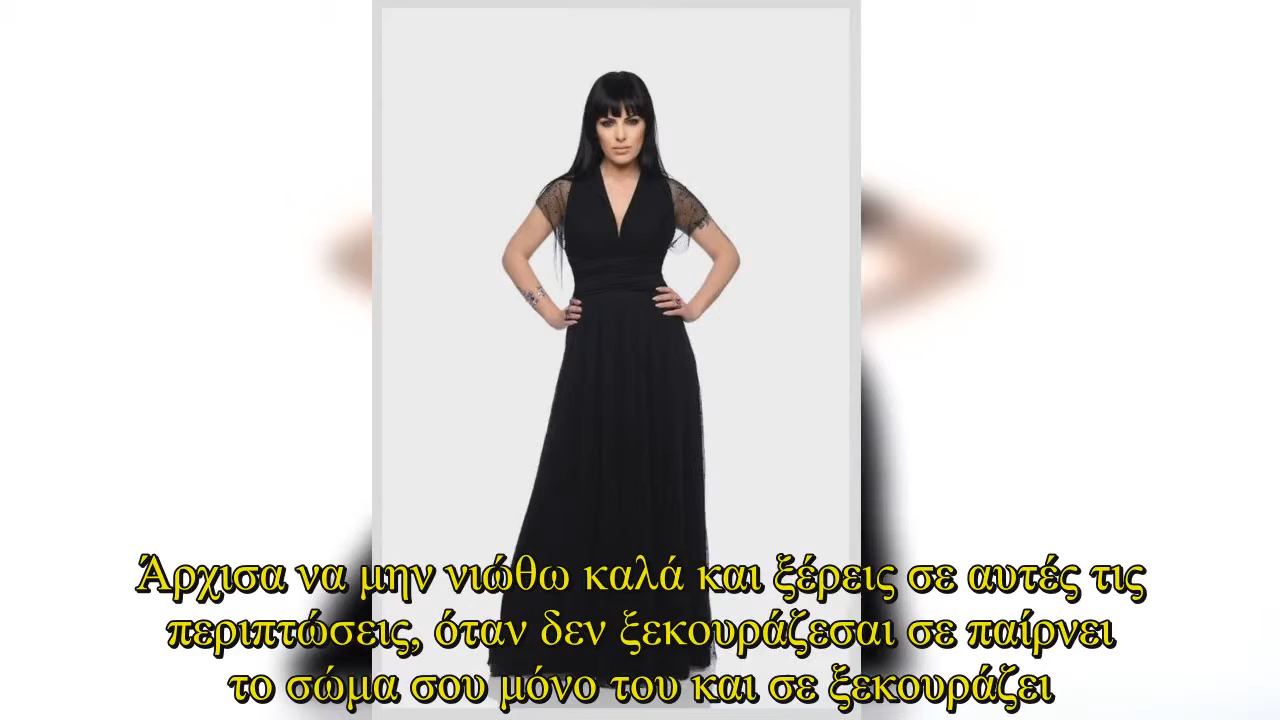 Άρχισα να μην νιώθω καλά και ξέρεις σε αυτές τις
περιπτώσεις, όταν δεν ξεκουράζεσαι σε παίρνει
το σώμα σου μόνο του και σε ξεκουράζει